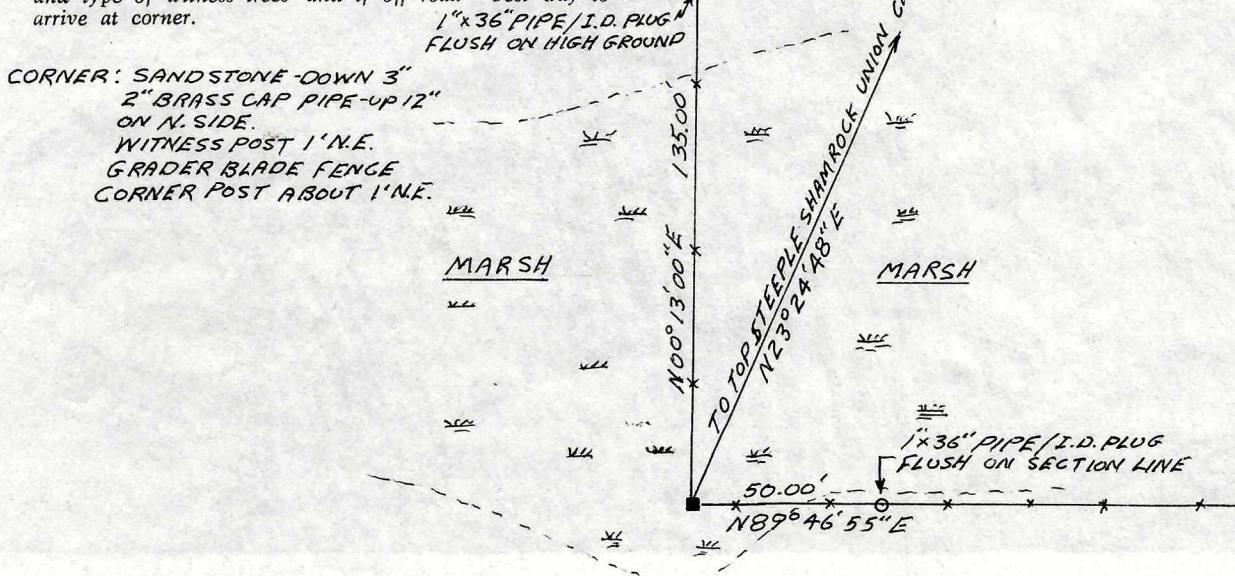 arrive at corner.
1"x36" PIPE/I.D. PLUG
FLUSH ON HIGH GROUND
CORNER: SANDSTONE-DOWN 3"
2" BRASS CAP PIPE-UP 12"
ON N. SIDE.
WITNESS POST 1' N.E.
GRADER BLADE FENCE
CORNER POST ABOUT 1' N.E.
MARSH
N00°13'00"E
135.00
TO TOP STEEPLE SHAMROCK UNION
N23°24'48"E
MARSH
1"x36" PIPE/I.D. PLUG
FLUSH ON SECTION LINE
50.00'
N89°46'55"E